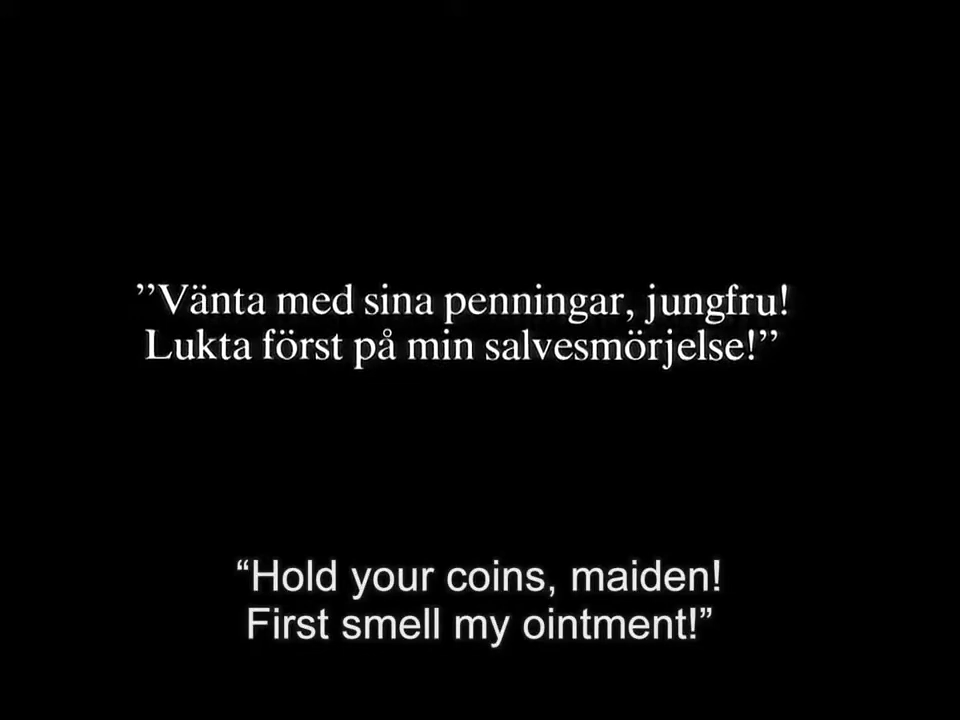 ”Vänta med sina penningar, jungfru!
Lukta först på min salvesmörjelse!”
“Hold your coins, maiden!
First smell my ointment!”